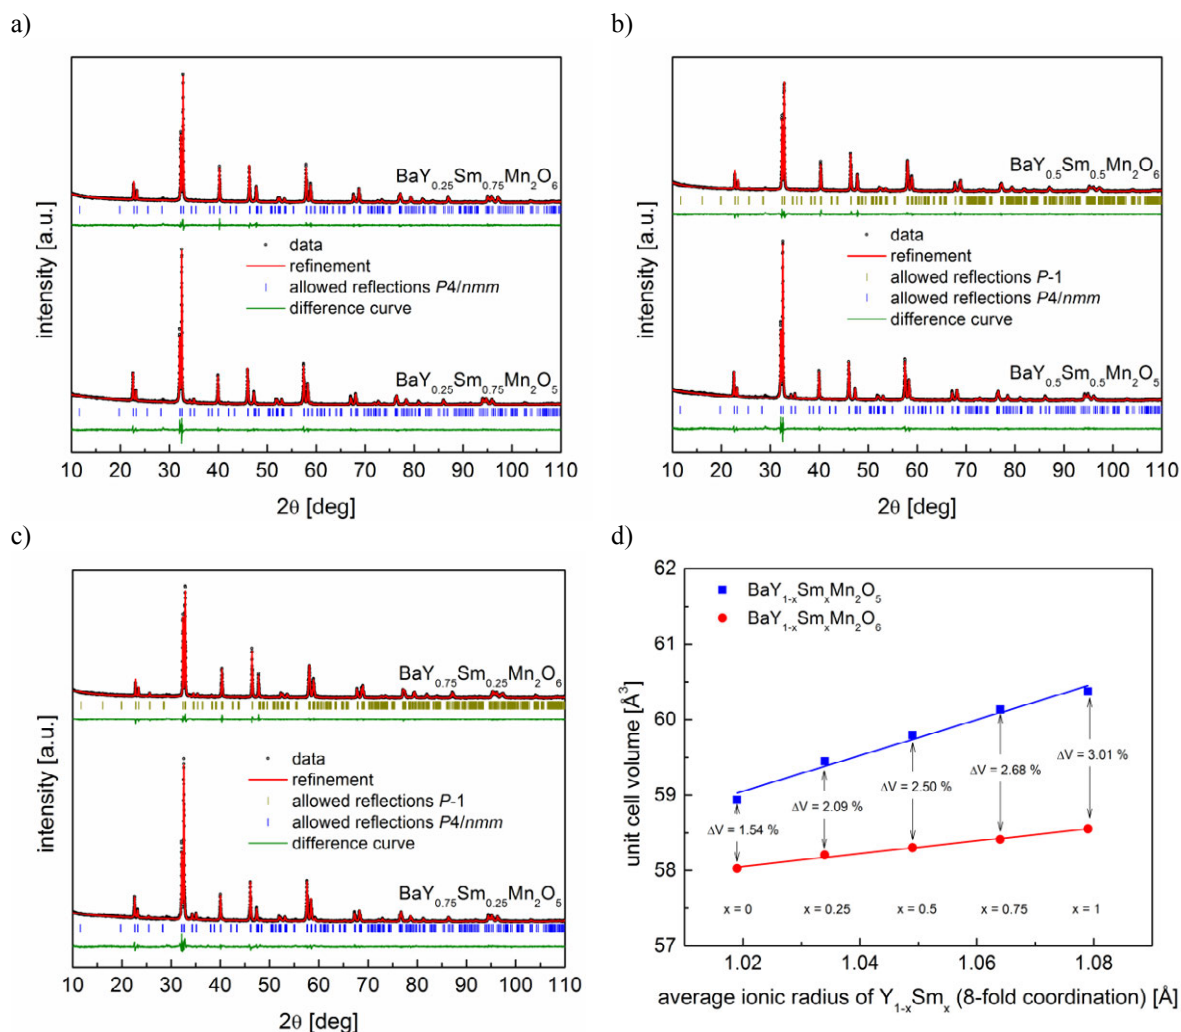 a)
intensity [a.u.]
BaY0.25Sm0.75Mn2O6
data
refinement
allowed reflections P4/nmm
difference curve
BaY0.25Sm0.75Mn2O5
10 20 30 40 50 60 70 80 90 100 110
2θ [deg]
b)
intensity [a.u.]
BaY0.5Sm0.5Mn2O6
data
refinement
allowed reflections P-1
allowed reflections P4/nmm
difference curve
BaY0.5Sm0.5Mn2O5
10 20 30 40 50 60 70 80 90 100 110
2θ [deg]
c)
intensity [a.u.]
BaY0.75Sm0.25Mn2O6
data
refinement
allowed reflections P-1
allowed reflections P4/nmm
difference curve
BaY0.75Sm0.25Mn2O5
10 20 30 40 50 60 70 80 90 100 110
2θ [deg]
d)
unit cell volume [Å3]
62
61
60
59
58
57
BaY1-xSmxMn2O5
BaY1-xSmxMn2O6
ΔV = 1.54 %
ΔV = 2.09 %
ΔV = 2.50 %
ΔV = 2.68 %
ΔV = 3.01 %
x = 0 x = 0.25 x = 0.5 x = 0.75 x = 1
1.02 1.04 1.06 1.08
average ionic radius of Y1-xSmx (8-fold coordination) [Å]